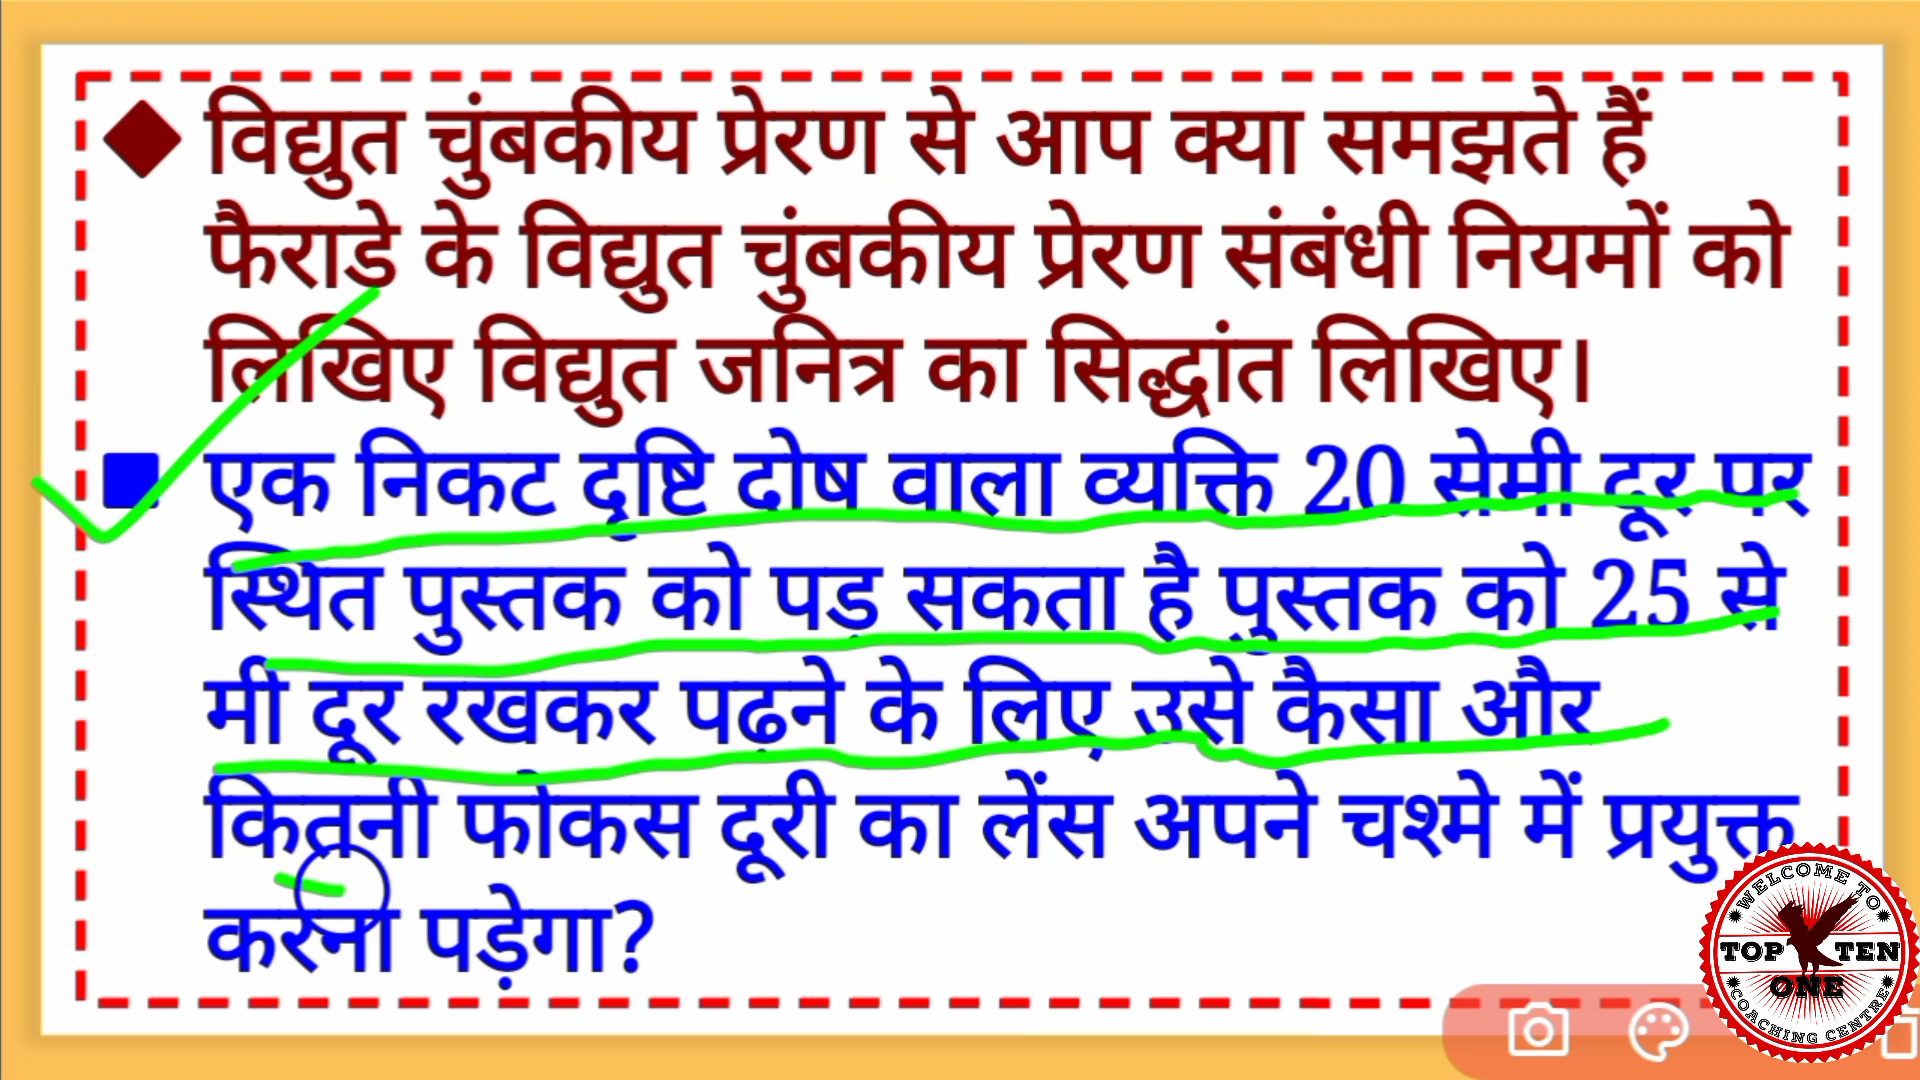 विद्युत चुंबकीय प्रेरण से आप क्या समझते हैं
फैराडे के विद्युत चुंबकीय प्रेरण संबंधी नियमों को
लिखिए विद्युत जनित्र का सिद्धांत लिखिए।
एक निकट दृष्टि दोष वाला व्यक्ति 20 सेमी दूर पर
स्थित पुस्तक को पड़ सकता है पुस्तक को 25 से
मी दूर रखकर पढ़ने के लिए उसे कैसा और
कितनी फोकस दूरी का लेंस अपने चश्मे में प्रयुक्त
करना पड़ेगा?
WELCOME TO
TOP TEN
ONE
COACHING CENTRE